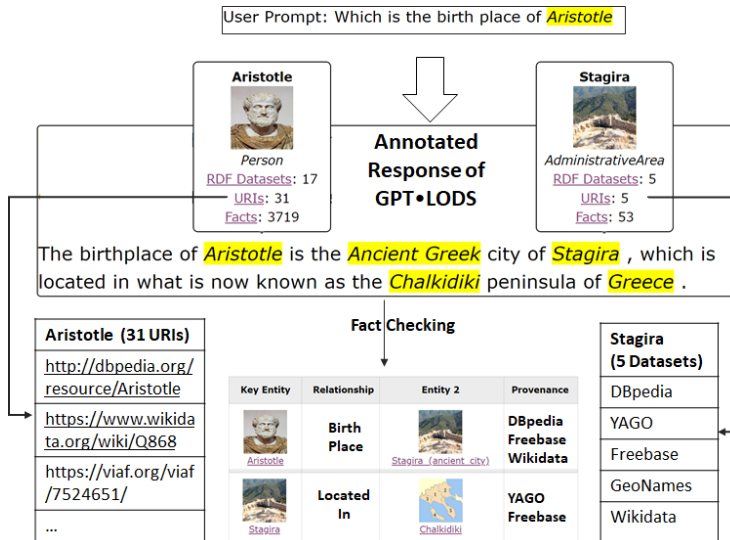 User Prompt: Which is the birth place of Aristotle
Aristotle
Person
RDF Datasets: 17
URIs: 31
Facts: 3719
Annotated
Response of
GPT•LODS
Stagira
AdministrativeArea
RDF Datasets: 5
URIs: 5
Facts: 53
The birthplace of Aristotle is the Ancient Greek city of Stagira , which is
located in what is now known as the Chalkidiki peninsula of Greece .
Fact Checking
Aristotle (31 URIs)
http://dbpedia.org/
resource/Aristotle
https://www.wikida
ta.org/wiki/Q868
https://viaf.org/viaf
/7524651/
...
Key Entity Relationship Entity 2 Provenance
Aristotle
Birth
Place
Stagira (ancient city)
DBpedia
Freebase
Wikidata
Stagira
Located
In
Chalkidiki
YAGO
Freebase
Stagira
(5 Datasets)
DBpedia
YAGO
Freebase
GeoNames
Wikidata